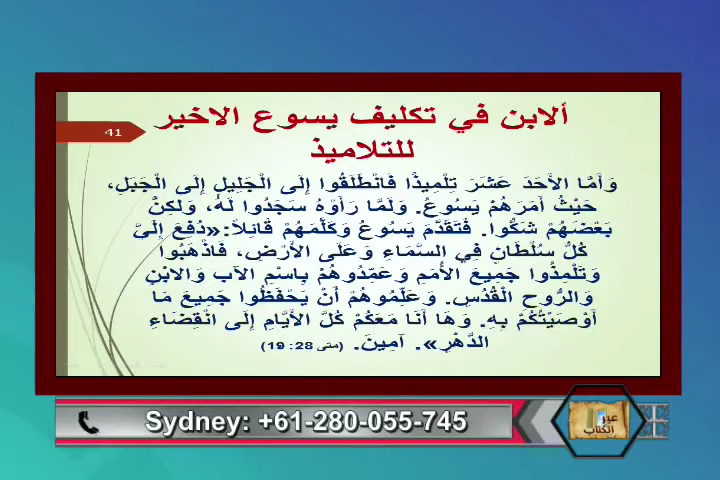 ألابن في تكليف يسوع الاخير
للتلاميذ
41
وَأَمَّا الأَحَدَ عَشَرَ تِلْمِيذًا فَانْطَلَقُوا إِلَى الْجَلِيلِ إِلَى الْجَبَلِ،
حَيْثُ أَمَرَهُمْ يَسُوعُ. وَلَمَّا رَأَوْهُ سَجَدُوا لَهُ، وَلكِنْ
بَعْضَهُمْ شَكُّوا. فَتَقَدَّمَ يَسُوعُ وَكَلَّمَهُمْ قَائِلاً:«دُفِعَ إِلَيَّ
كُلُّ سُلْطَانٍ فِي السَّمَاءِ وَعَلَى الأَرْضِ، فَاذْهَبُوا
وَتَلْمِذُوا جَمِيعَ الأُمَمِ وَعَمِّدُوهُمْ بِاسْمِ الآب وَالابْنِ
وَالرُّوحِ الْقُدُسِ. وَعَلِّمُوهُمْ أَنْ يَحْفَظُوا جَمِيعَ مَا
أَوْصَيْتُكُمْ بِهِ. وَهَا أَنَا مَعَكُمْ كُلَّ الأَيَّامِ إِلَى انْقِضَاءِ
الدَّهْرِ». آمِينَ. (متى 28: 19)
Sydney: +61-280-055-745
عبر
الكتاب